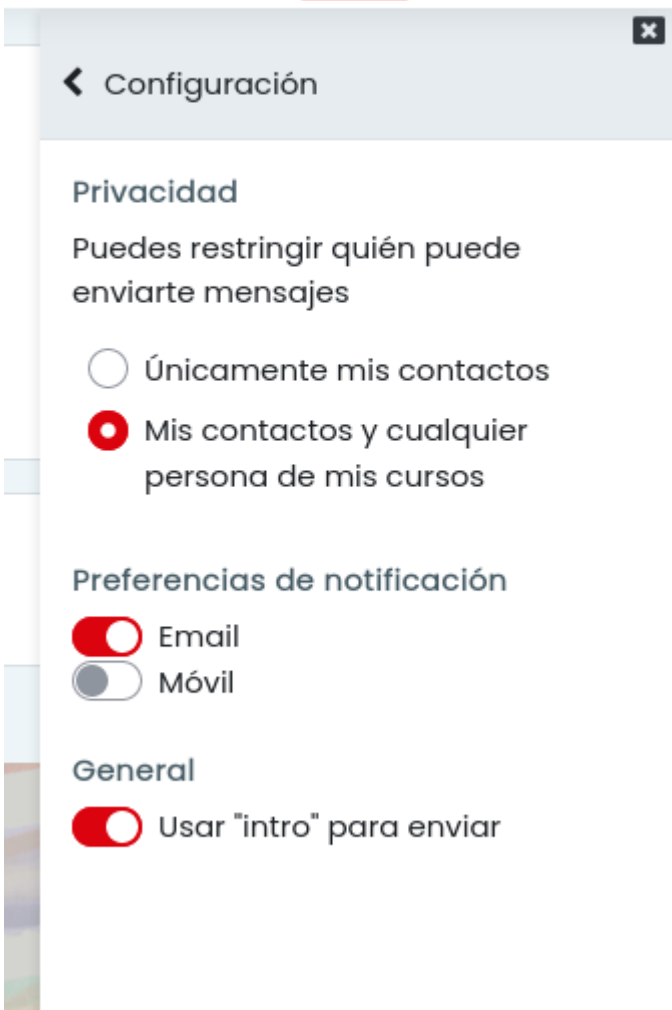 Configuración
Privacidad
Puedes restringir quién puede
enviarte mensajes
Únicamente mis contactos
Mis contactos y cualquier
persona de mis cursos
Preferencias de notificación
Email
Móvil
General
Usar "intro" para enviar